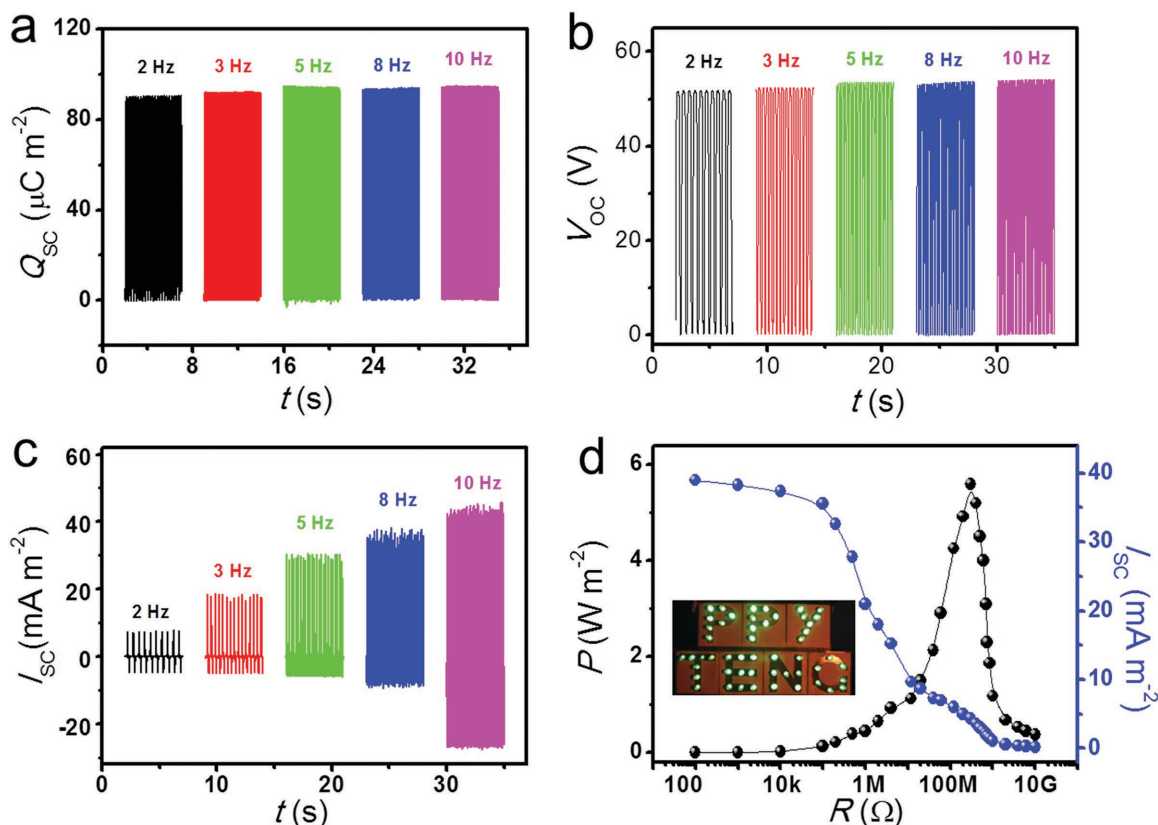 a
120
80
40
0
Q_SC (μC m⁻²)
2 Hz 3 Hz 5 Hz 8 Hz 10 Hz
0 8 16 24 32
t (s)
b
60
40
20
0
V_OC (V)
2 Hz 3 Hz 5 Hz 8 Hz 10 Hz
0 10 20 30
t (s)
c
60
40
20
0
-20
I_SC(mA m⁻²)
2 Hz 3 Hz 5 Hz 8 Hz 10 Hz
0 10 20 30
t (s)
d
6
4
2
0
P (W m⁻²)
PPy
TENG
40
30
20
10
0
I_SC (mA m⁻²)
100 10k 1M 100M 10G
R (Ω)